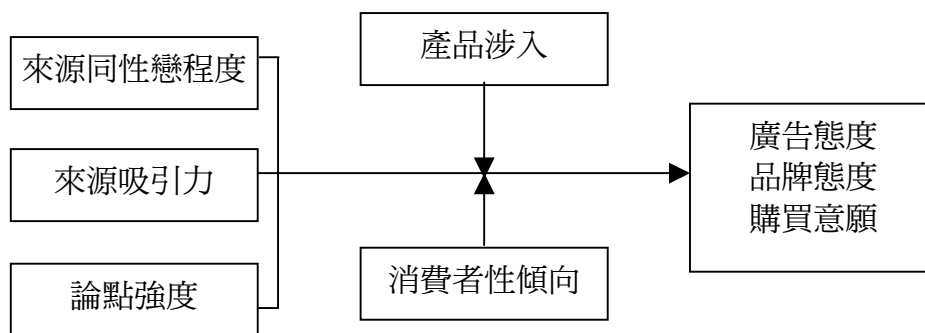 來源同性戀程度
來源吸引力
論點強度
產品涉入
消費者性傾向
廣告態度
品牌態度
購買意願